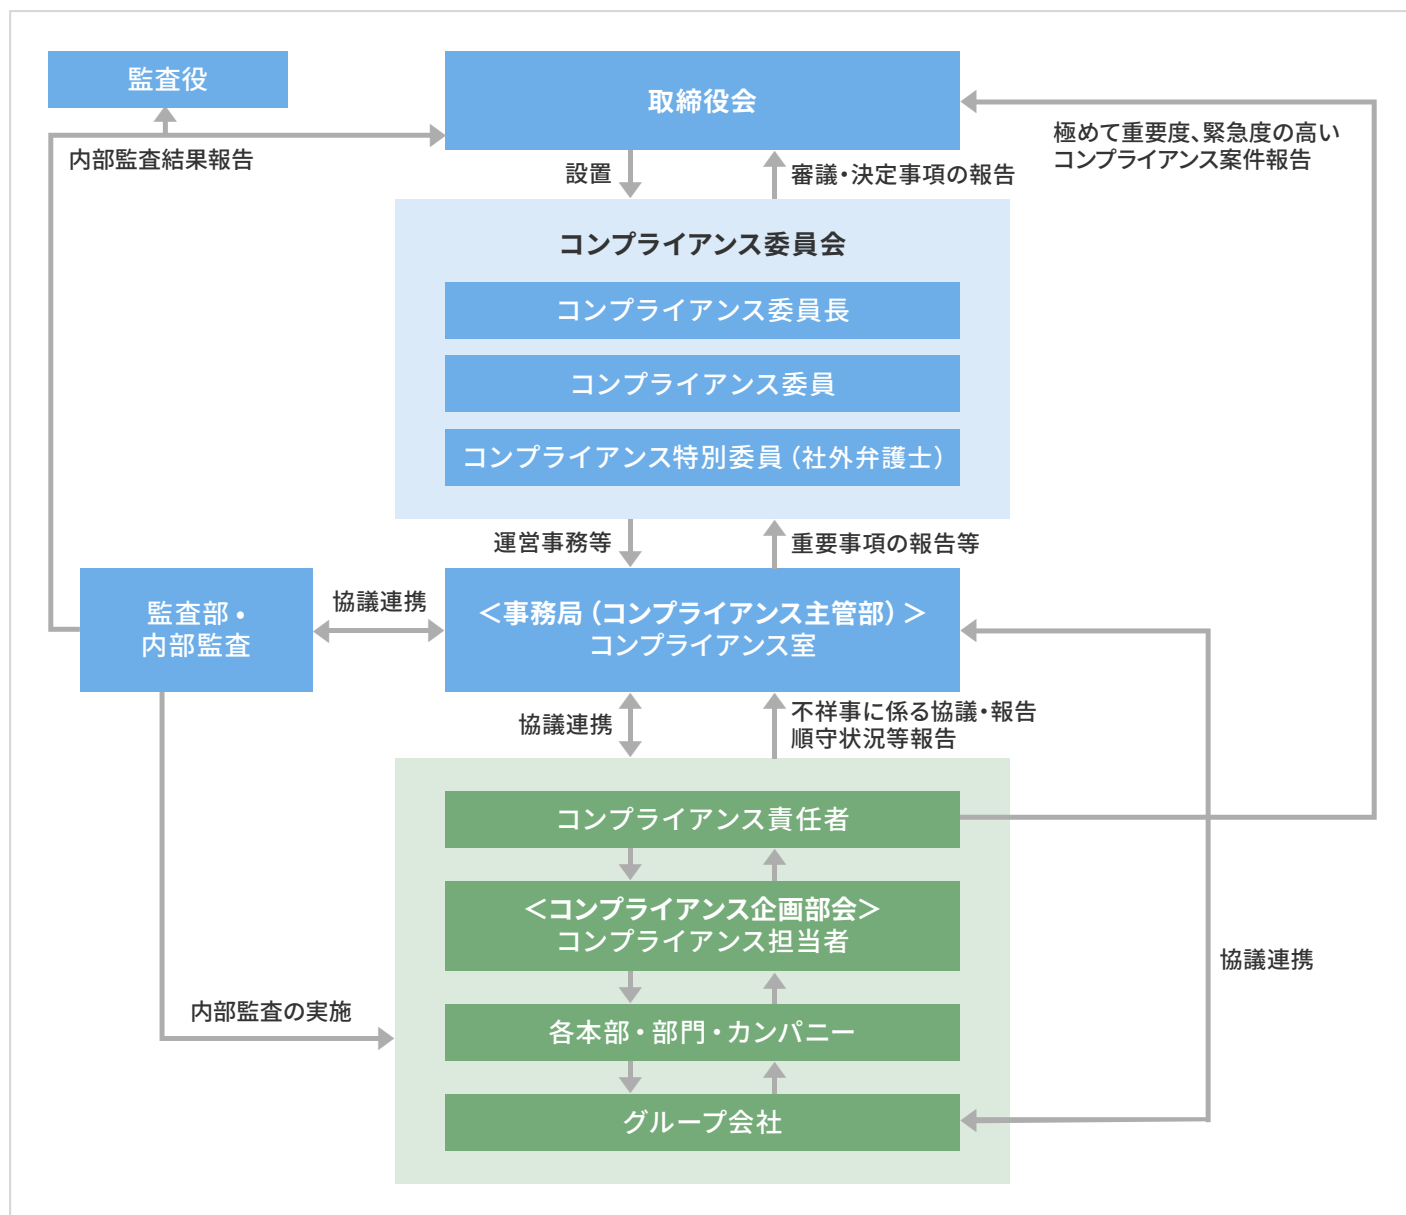 監査役
取締役会
内部監査結果報告
極めて重要度、緊急度の高い
コンプライアンス案件報告
設置
審議・決定事項の報告
コンプライアンス委員会
コンプライアンス委員長
コンプライアンス委員
コンプライアンス特別委員（社外弁護士）
運営事務等
重要事項の報告等
監査部・
内部監査
協議連携
＜事務局（コンプライアンス主管部）＞
コンプライアンス室
協議連携
不祥事に係る協議・報告
順守状況等報告
コンプライアンス責任者
＜コンプライアンス企画部会＞
コンプライアンス担当者
協議連携
内部監査の実施
各本部・部門・カンパニー
グループ会社